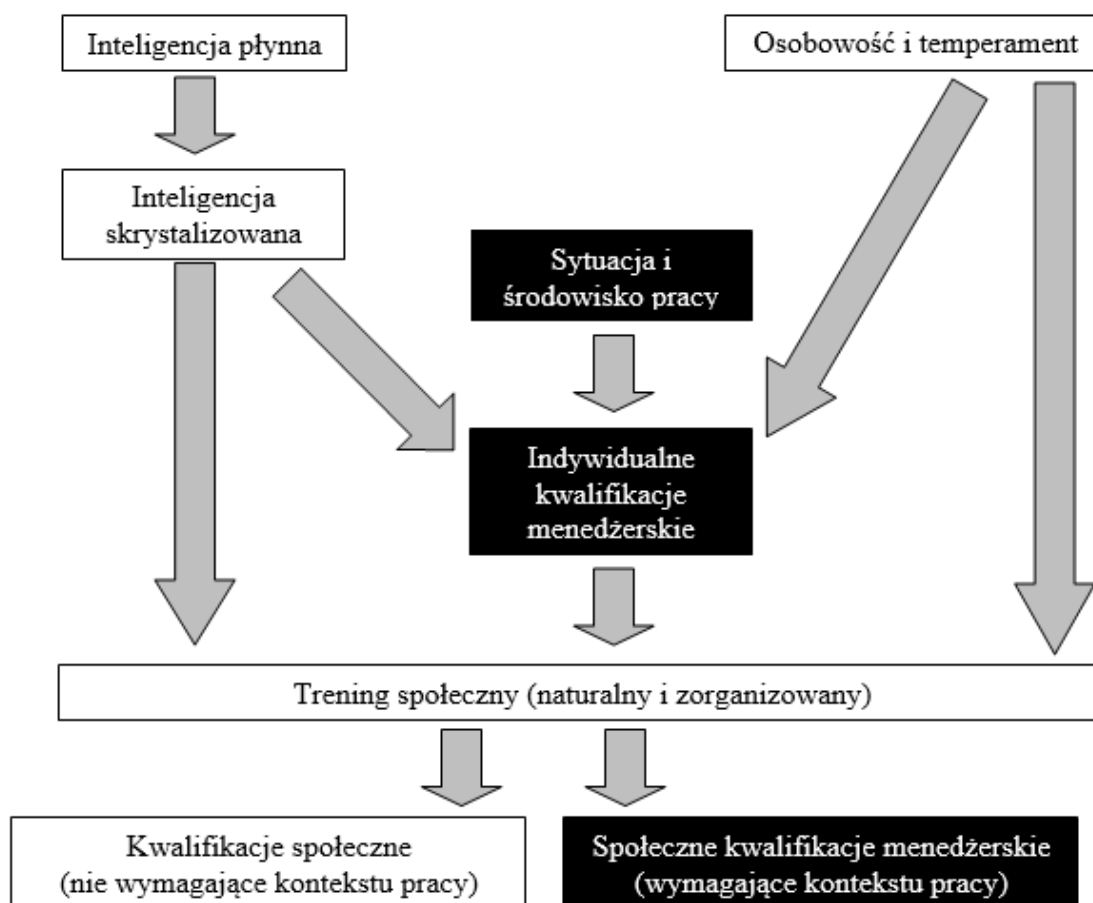 Inteligencja płynna
Osobowość i temperament
Inteligencja
skrystalizowana
Sytuacja i
środowisko pracy
Indywidualne
kwalifikacje
menedżerskie
Trening społeczny (naturalny i zorganizowany)
Kwalifikacje społeczne
(nie wymagające kontekstu pracy)
Społeczne kwalifikacje menedżerskie
(wymagające kontekstu pracy)